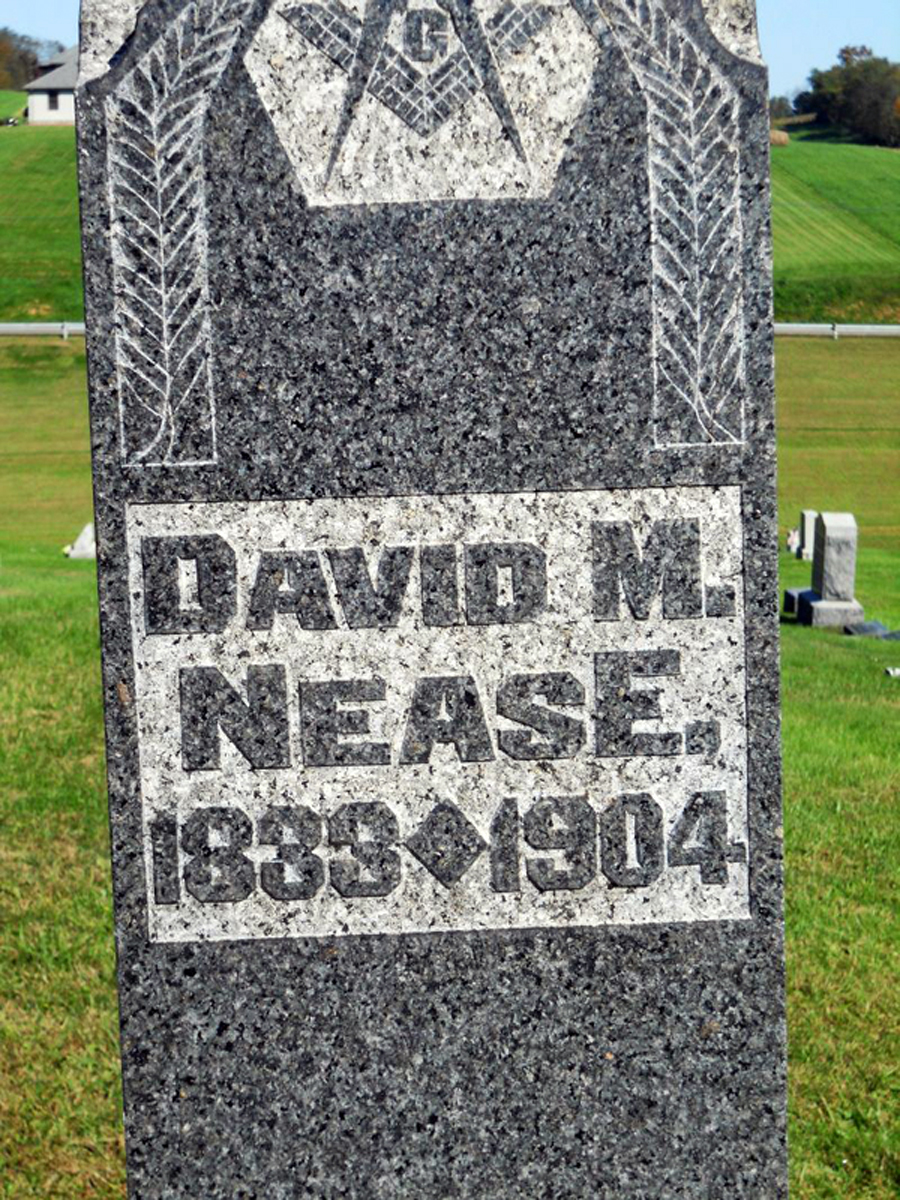 G
DAVID M.
NEASE,
1833◆1904.